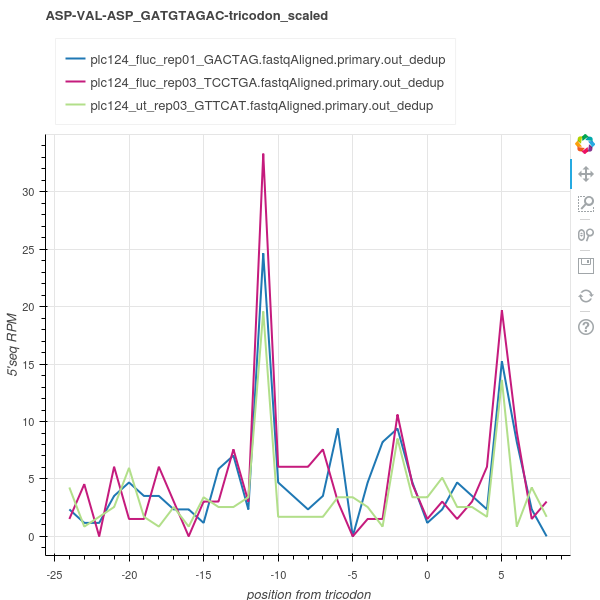 ASP-VAL-ASP_GATGTAGAC-tricodon_scaled
plc124_fluc_rep01_GACTAG.fastqAligned.primary.out_dedup
plc124_fluc_rep03_TCCTGA.fastqAligned.primary.out_dedup
plc124_ut_rep03_GTTCAT.fastqAligned.primary.out_dedup
30
25
20
15
10
5
0
5'seq RPM
-25 -20 -15 -10 -5 0 5
position from tricodon